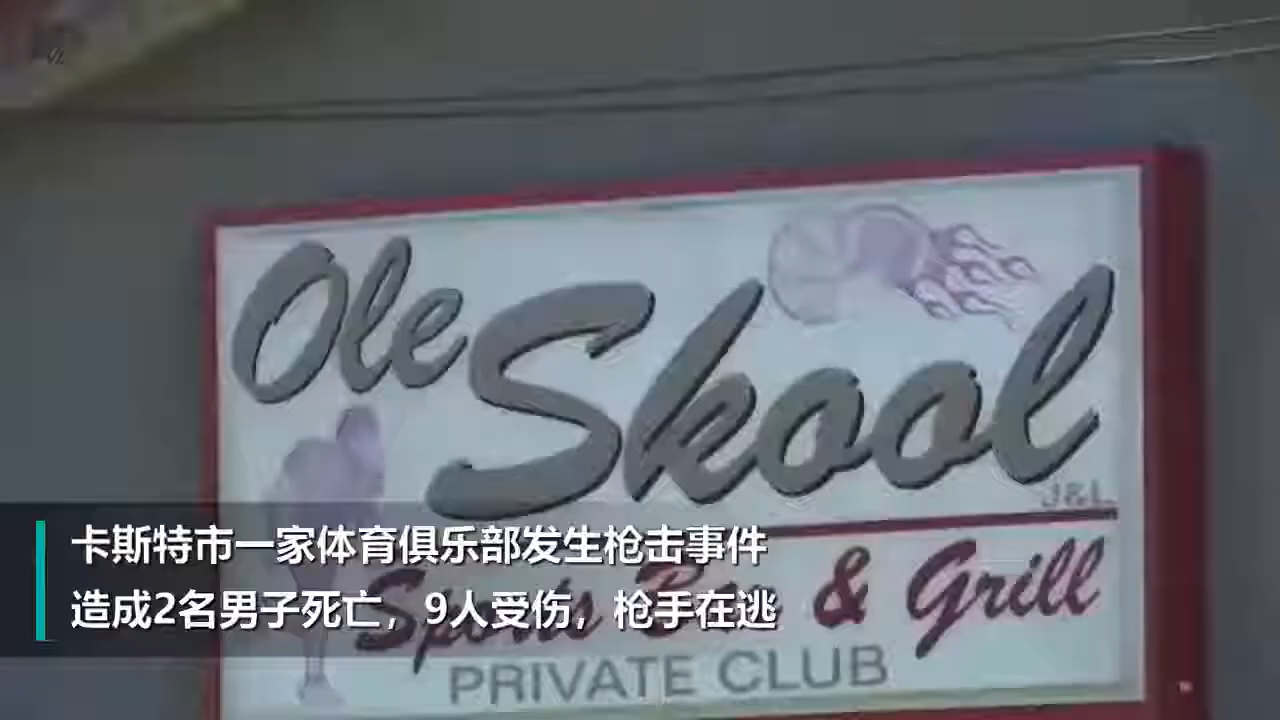 Ole Skool
J&L
卡斯特市一家体育俱乐部发生枪击事件
造成2名男子死亡，9人受伤，枪手在逃
Sports Bar & Grill
PRIVATE CLUB